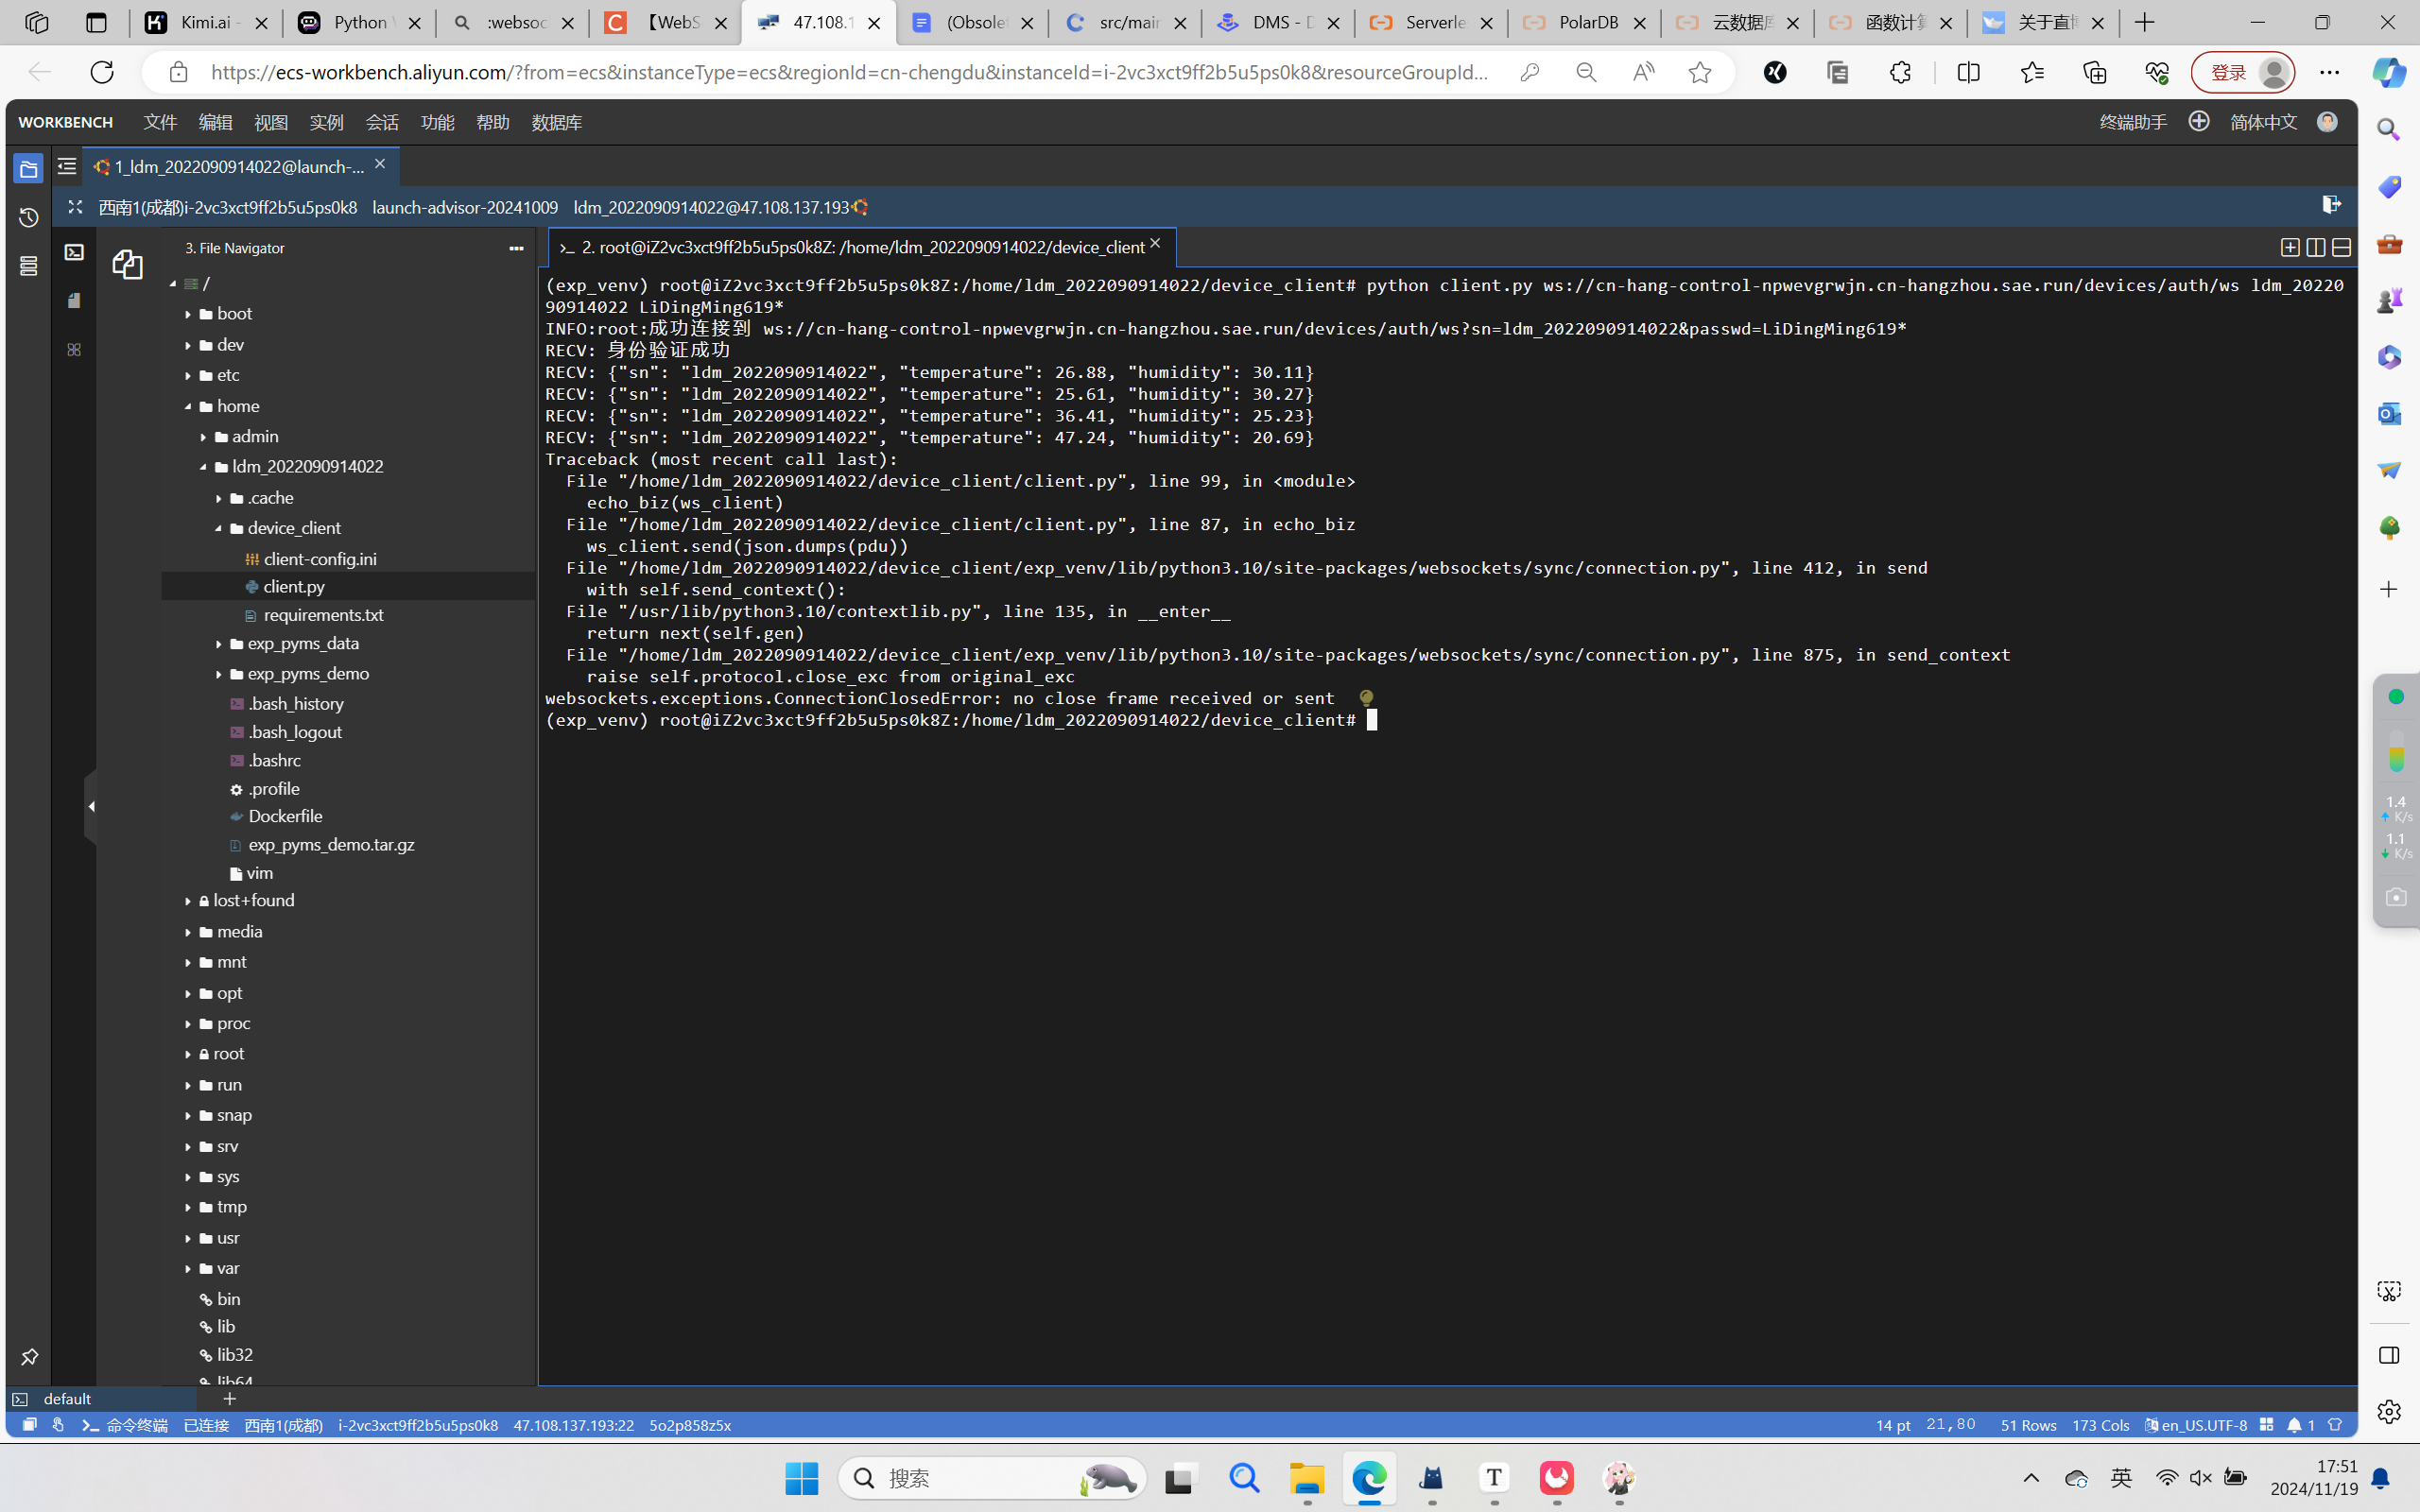 Kimi.ai -
Python
:websoc
【WebS
47.108.1
(Obsole
src/main
DMS - D
Serverle
PolarDB
云数据库
函数计算
关于直
https://ecs-workbench.aliyun.com/?from=ecs&instanceType=ecs&regionId=cn-chengdu&instanceId=i-2vc3xct9ff2b5u5ps0k8&resourceGroupId...
登录
WORKBENCH 文件 编辑 视图 实例 会话 功能 帮助 数据库
终端助手 简体中文
1_ldm_2022090914022@launch-...
西南1(成都)i-2vc3xct9ff2b5u5ps0k8 launch-advisor-20241009 ldm_2022090914022@47.108.137.193
3. File Navigator
/
boot
dev
etc
home
admin
ldm_2022090914022
.cache
device_client
client-config.ini
client.py
requirements.txt
exp_pyms_data
exp_pyms_demo
.bash_history
.bash_logout
.bashrc
.profile
Dockerfile
exp_pyms_demo.tar.gz
vim
lost+found
media
mnt
opt
proc
root
run
snap
srv
sys
tmp
usr
var
bin
lib
lib32
lib64
2. root@iZ2vc3xct9ff2b5u5ps0k8Z: /home/ldm_2022090914022/device_client
(exp_venv) root@iZ2vc3xct9ff2b5u5ps0k8Z:/home/ldm_2022090914022/device_client# python client.py ws://cn-hang-control-npwevgrwjn.cn-hangzhou.sae.run/devices/auth/ws ldm_20220
90914022 LiDingMing619*
INFO:root:成功连接到 ws://cn-hang-control-npwevgrwjn.cn-hangzhou.sae.run/devices/auth/ws?sn=ldm_2022090914022&passwd=LiDingMing619*
RECV: 身份验证成功
RECV: {"sn": "ldm_2022090914022", "temperature": 26.88, "humidity": 30.11}
RECV: {"sn": "ldm_2022090914022", "temperature": 25.61, "humidity": 30.27}
RECV: {"sn": "ldm_2022090914022", "temperature": 36.41, "humidity": 25.23}
RECV: {"sn": "ldm_2022090914022", "temperature": 47.24, "humidity": 20.69}
Traceback (most recent call last):
  File "/home/ldm_2022090914022/device_client/client.py", line 99, in <module>
    echo_biz(ws_client)
  File "/home/ldm_2022090914022/device_client/client.py", line 87, in echo_biz
    ws_client.send(json.dumps(pdu))
  File "/home/ldm_2022090914022/device_client/exp_venv/lib/python3.10/site-packages/websockets/sync/connection.py", line 412, in send
    with self.send_context():
  File "/usr/lib/python3.10/contextlib.py", line 135, in __enter__
    return next(self.gen)
  File "/home/ldm_2022090914022/device_client/exp_venv/lib/python3.10/site-packages/websockets/sync/connection.py", line 875, in send_context
    raise self.protocol.close_exc from original_exc
websockets.exceptions.ConnectionClosedError: no close frame received or sent
(exp_venv) root@iZ2vc3xct9ff2b5u5ps0k8Z:/home/ldm_2022090914022/device_client#
1.4
K/s
1.1
K/s
default
命令终端 已连接 西南1(成都) i-2vc3xct9ff2b5u5ps0k8 47.108.137.193:22 5o2p858z5x
14 pt 21,80 51 Rows 173 Cols en_US.UTF-8 1
搜索
英
17:51
2024/11/19